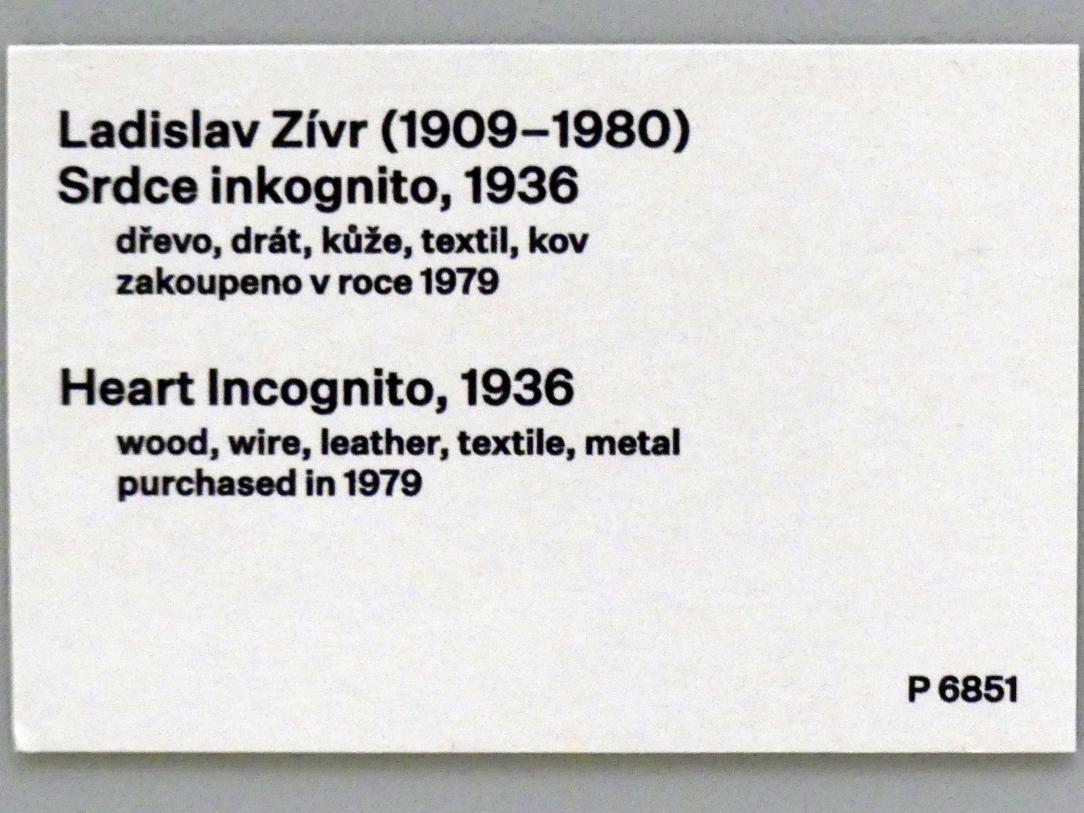 Ladislav Zívr (1909–1980)
Srdce inkognito, 1936
dřevo, drát, kůže, textil, kov
zakoupeno v roce 1979
Heart Incognito, 1936
wood, wire, leather, textile, metal
purchased in 1979
P 6851